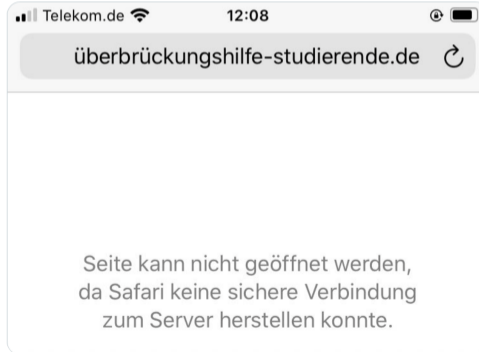 Telekom.de 12:08
überbrückungshilfe-studierende.de
Seite kann nicht geöffnet werden,
da Safari keine sichere Verbindung
zum Server herstellen konnte.